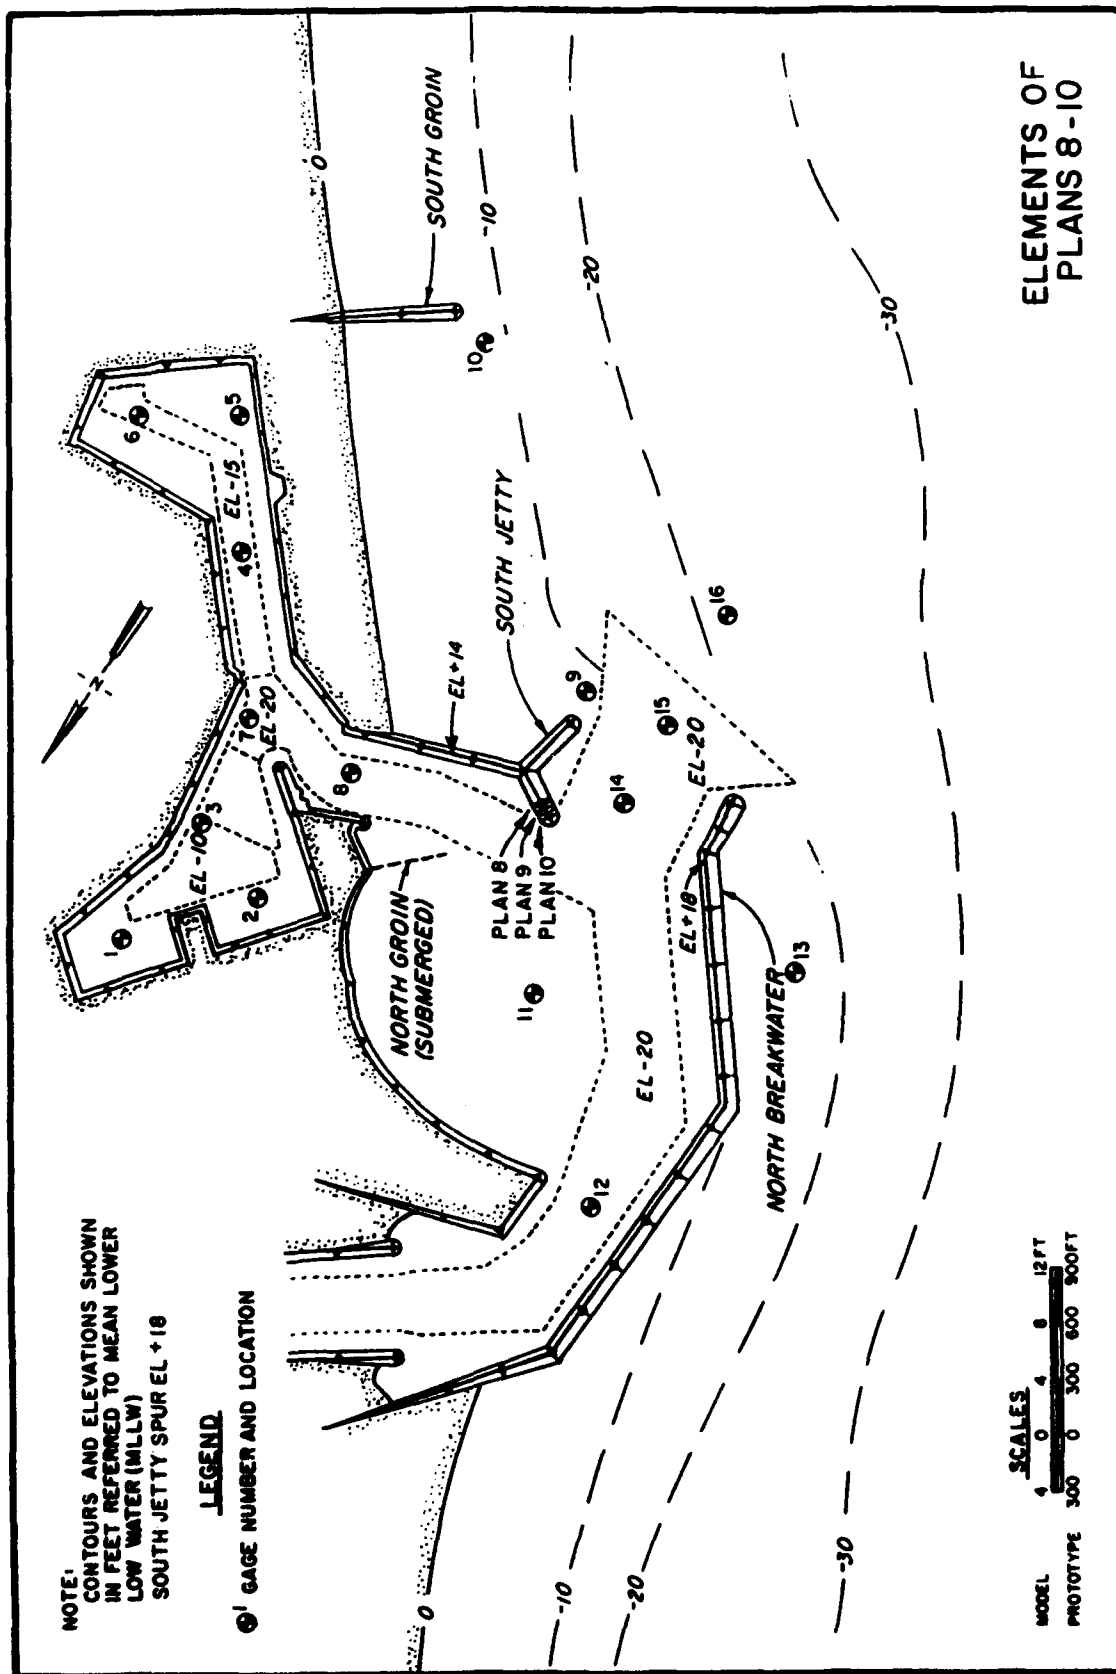 NOTE:
CONTOURS AND ELEVATIONS SHOWN
IN FEET REFERRED TO MEAN LOWER
LOW WATER (MLLW)
SOUTH JETTY SPUR EL +18
LEGEND
1 GAGE NUMBER AND LOCATION
1
2
3
4
5
6
7
8
9
10
11
12
13
14
15
16
EL-10
EL-20
EL-15
EL+14
SOUTH GROIN
SOUTH JETTY
NORTH GROIN
(SUBMERGED)
PLAN 8
PLAN 9
PLAN 10
EL-20
EL-20
EL+18
NORTH BREAKWATER
N
0
-10
-20
-30
0
-10
-20
-30
SCALES
MODEL 4 0 4 8 12FT
PROTOTYPE 300 0 300 600 900FT
ELEMENTS OF
PLANS 8-10